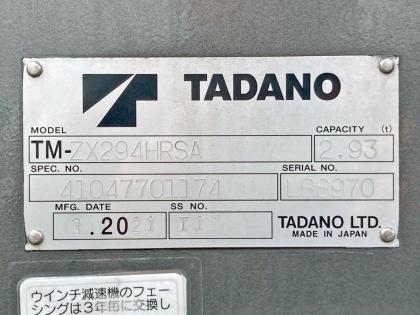 TADANO
MODEL
CAPACITY (t)
TM-ZX294HRSA
2.93
SPEC. NO.
SERIAL NO.
41047701174
MFG. DATE
SS NO.
.20
TADANO LTD.
MADE IN JAPAN
ウインチ減速機のフェー
シングは3年毎に交換し